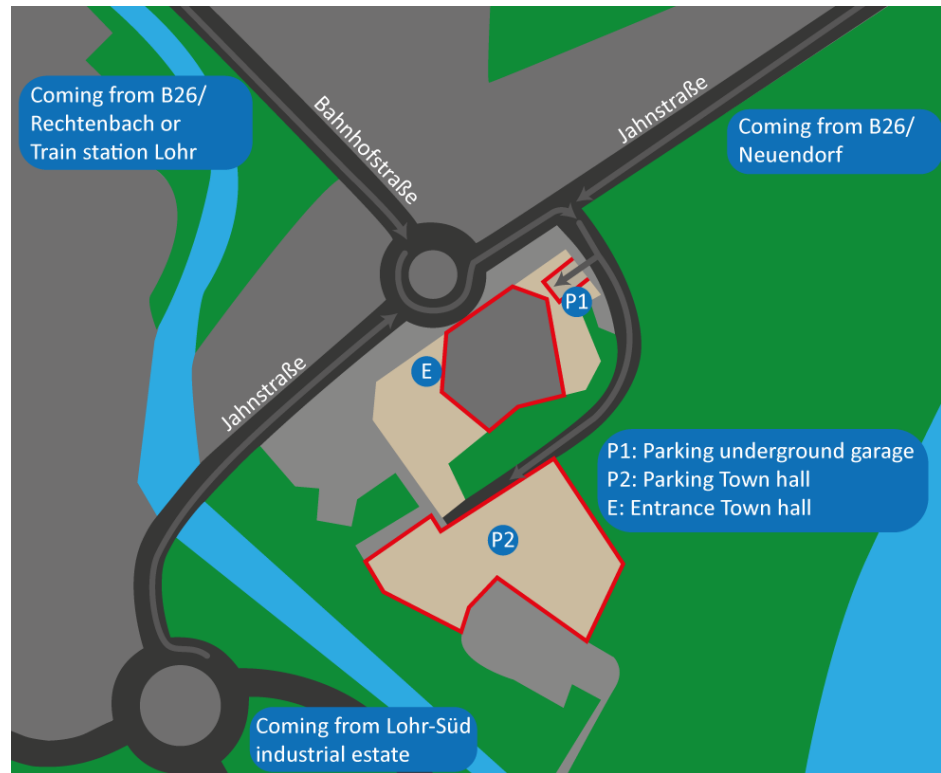 Coming from B26/
Rechtenbach or
Train station Lohr
Bahnhofstraße
Jahnstraße
Coming from B26/
Neuendorf
P1
E
Jahnstraße
P1: Parking underground garage
P2: Parking Town hall
E: Entrance Town hall
P2
Coming from Lohr-Süd
industrial estate